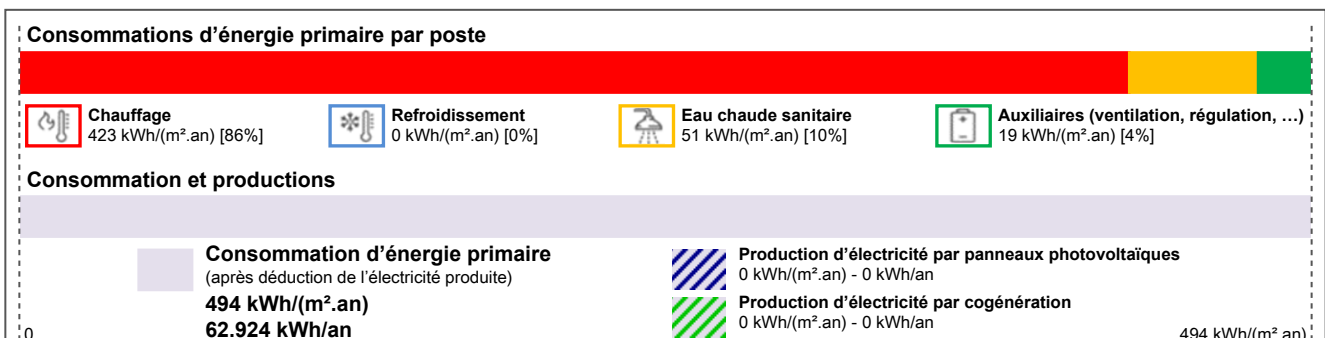 Consommations d'énergie primaire par poste
Chauffage
423 kWh/(m².an) [86%]
Refroidissement
0 kWh/(m².an) [0%]
Eau chaude sanitaire
51 kWh/(m².an) [10%]
Auxiliaires (ventilation, régulation, …)
19 kWh/(m².an) [4%]
Consommation et productions
Consommation d'énergie primaire
(après déduction de l'électricité produite)
494 kWh/(m².an)
62.924 kWh/an
Production d'électricité par panneaux photovoltaïques
0 kWh/(m².an) - 0 kWh/an
Production d'électricité par cogénération
0 kWh/(m².an) - 0 kWh/an
0
494 kWh/(m².an)